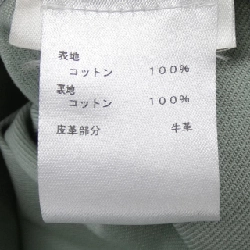 表地
コットン 100%
裏地
コットン 100%
皮革部分 牛革